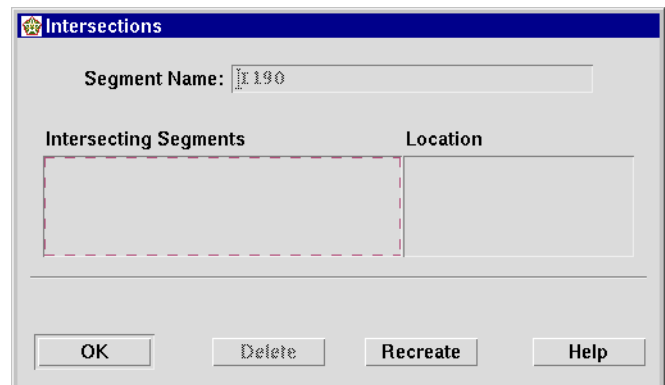 Intersections
Segment Name: I190
Intersecting Segments Location
OK Delete Recreate Help